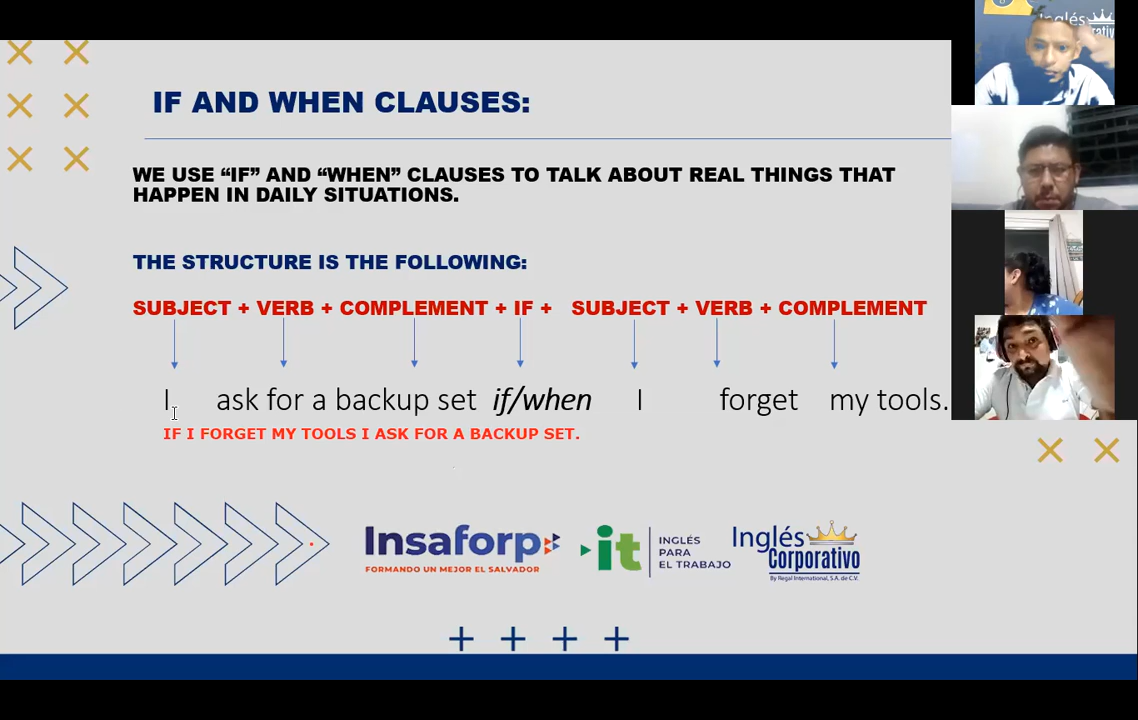 IF AND WHEN CLAUSES:
WE USE “IF” AND “WHEN” CLAUSES TO TALK ABOUT REAL THINGS THAT
HAPPEN IN DAILY SITUATIONS.
THE STRUCTURE IS THE FOLLOWING:
SUBJECT + VERB + COMPLEMENT + IF + SUBJECT + VERB + COMPLEMENT
I ask for a backup set if/when I forget my tools.
IF I FORGET MY TOOLS I ASK FOR A BACKUP SET.
Insaforp
FORMANDO UN MEJOR EL SALVADOR
it
INGLÉS
PARA
EL TRABAJO
Inglés
Corporativo
By Regal International, S.A. de C.V.
Inglés